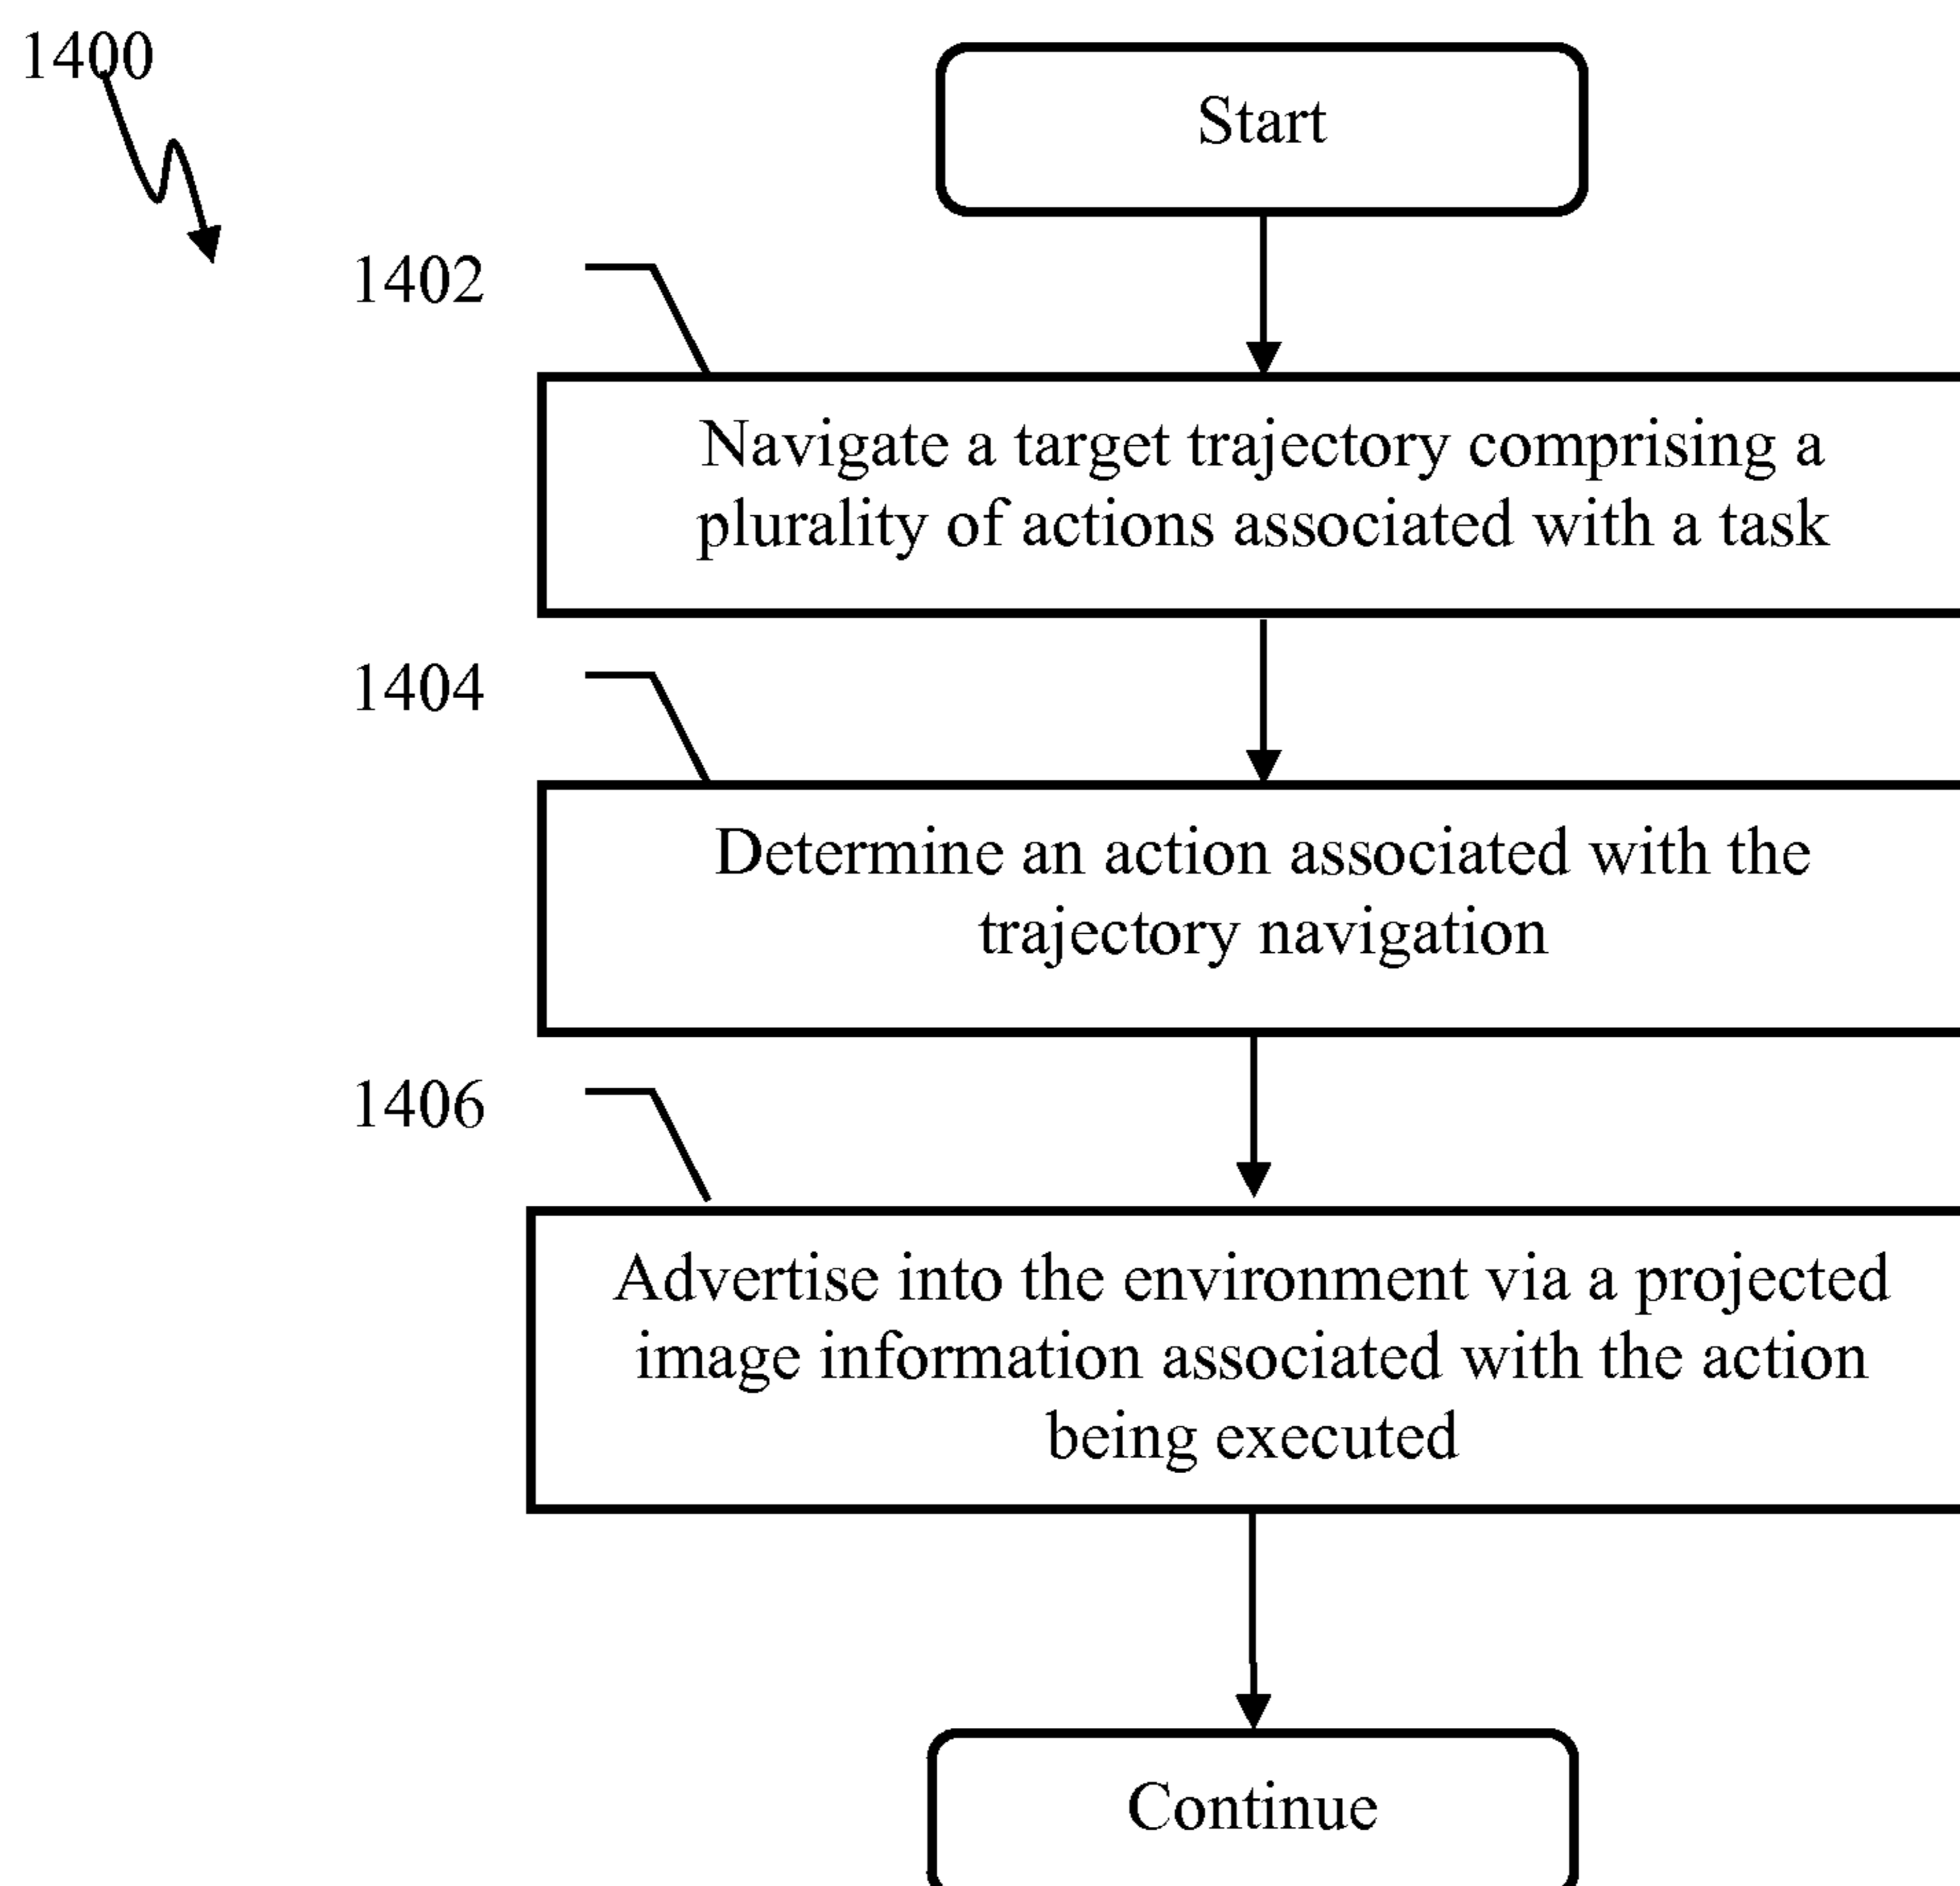 1400
Start
1402
Navigate a target trajectory comprising a
plurality of actions associated with a task
1404
Determine an action associated with the
trajectory navigation
1406
Advertise into the environment via a projected
image information associated with the action
being executed
Continue